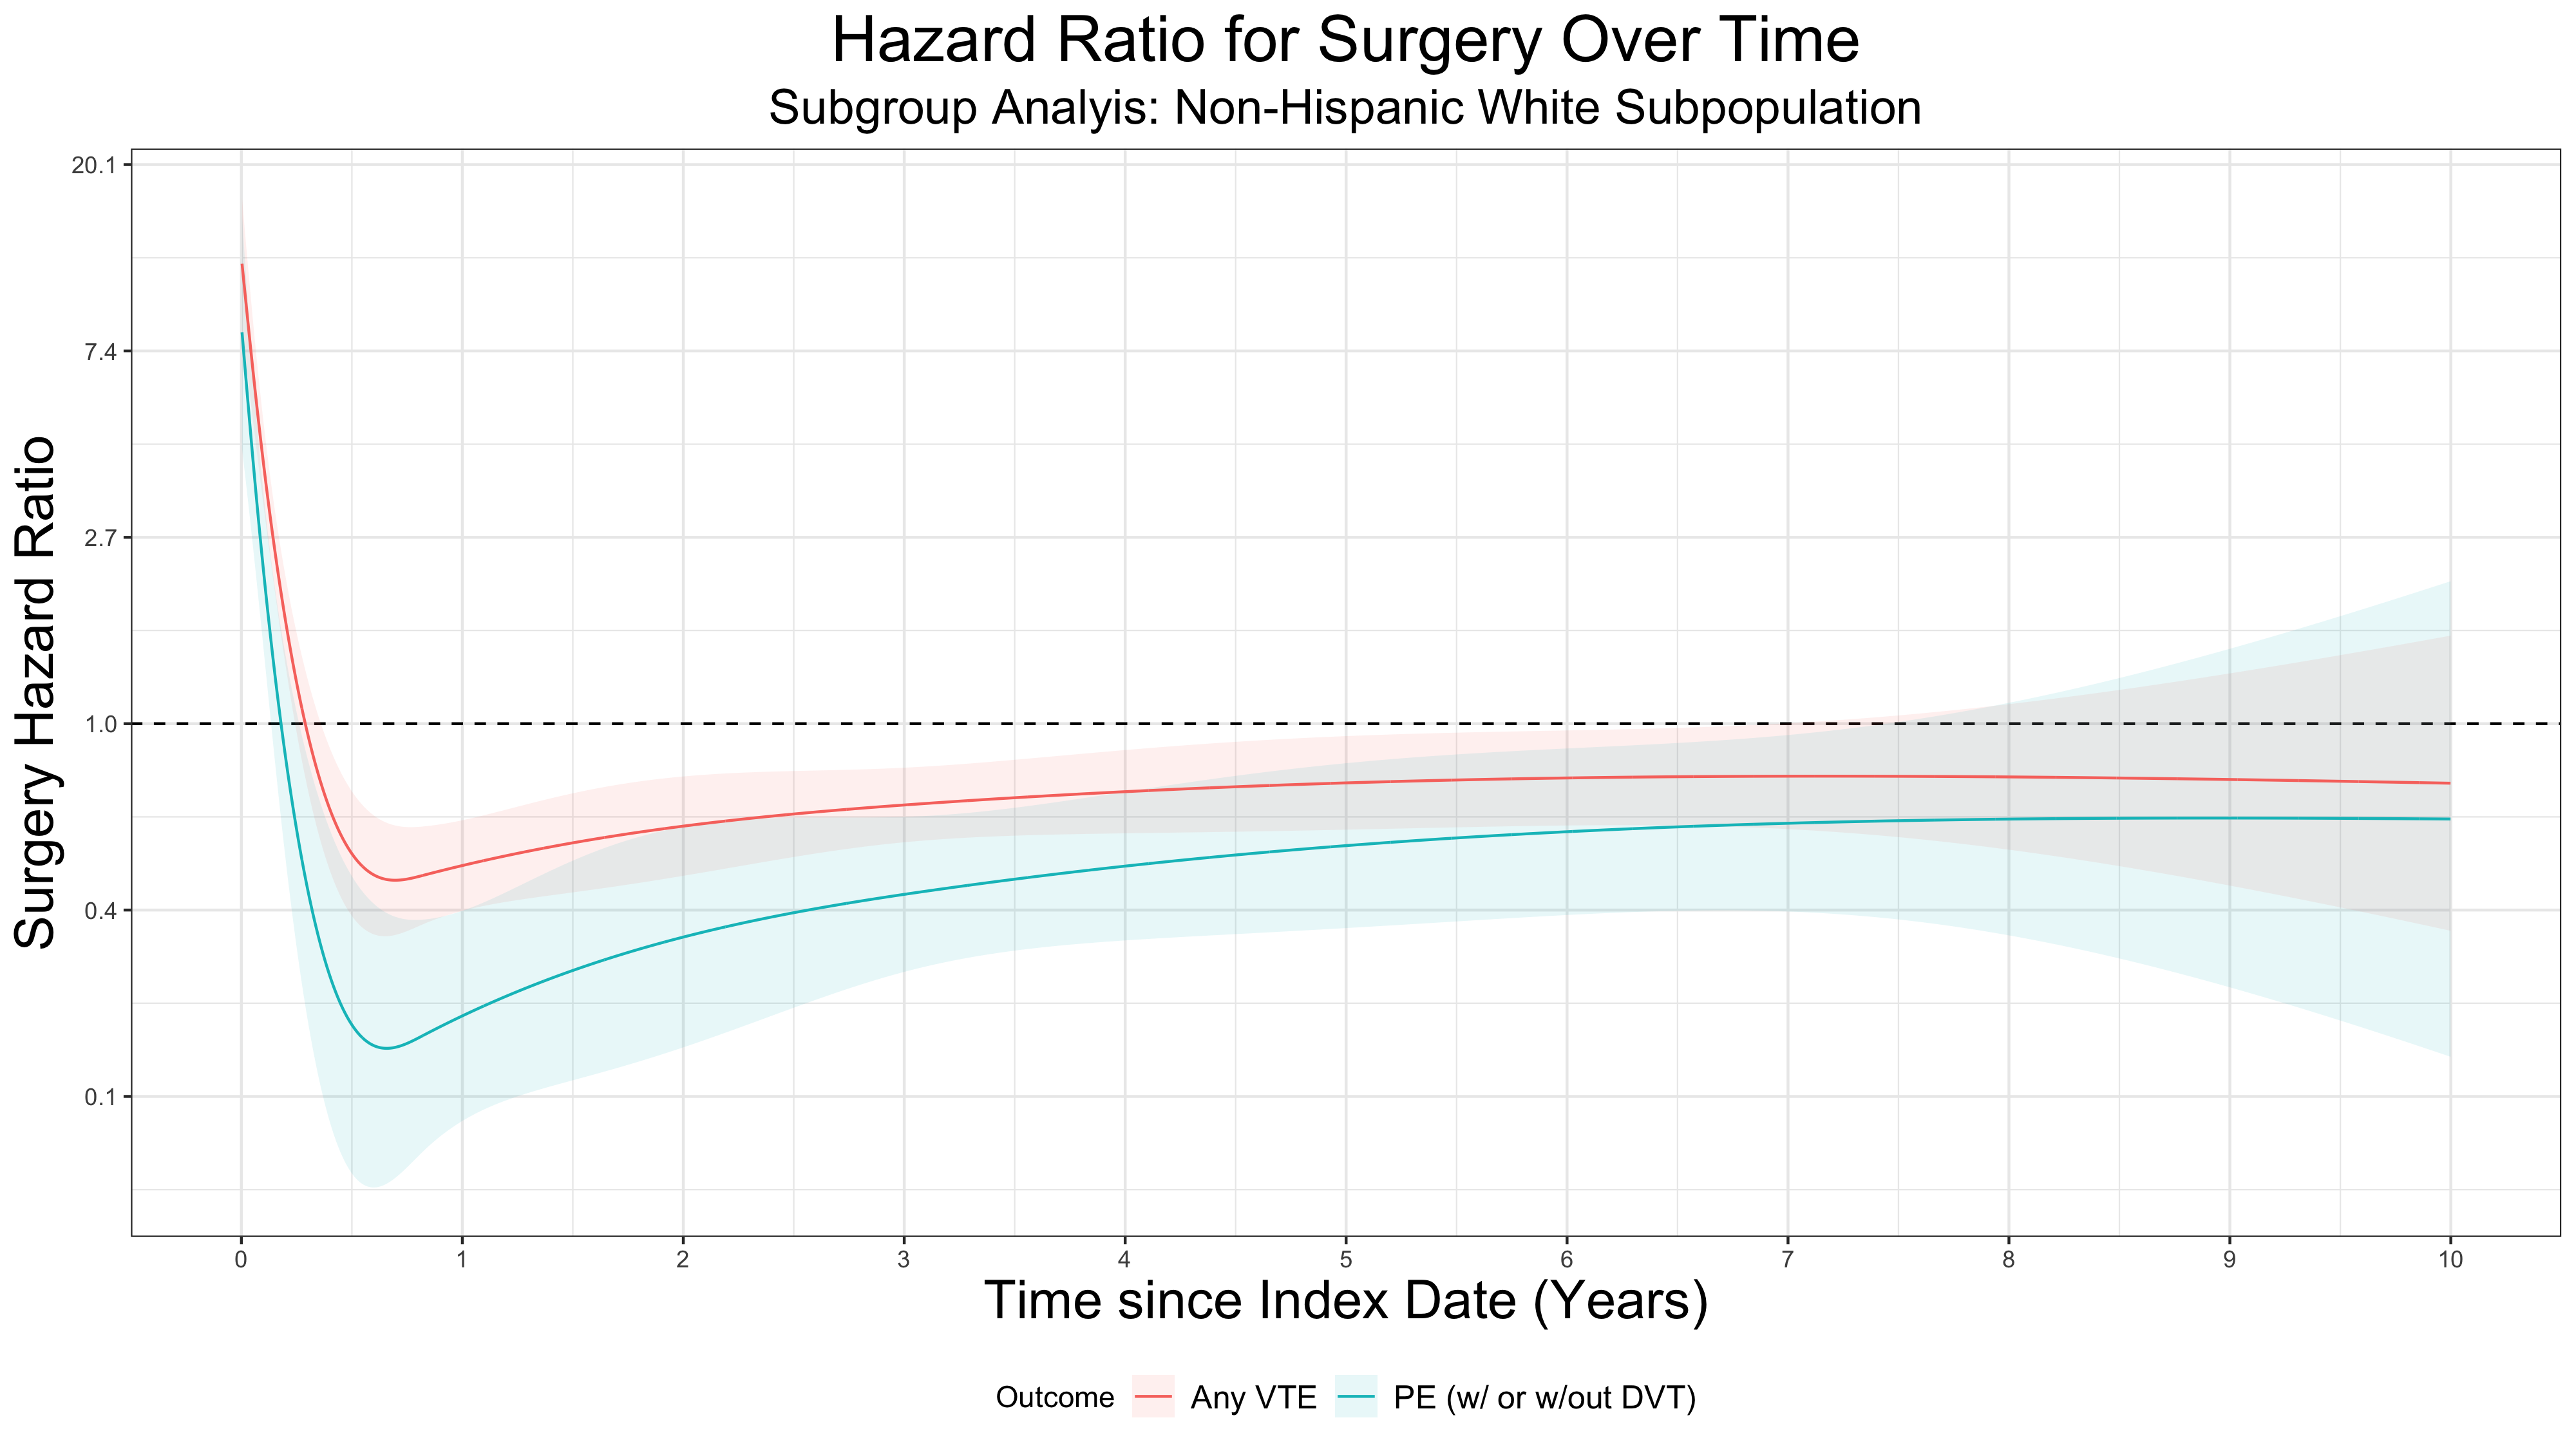 Hazard Ratio for Surgery Over Time
Subgroup Analyis: Non-Hispanic White Subpopulation
Surgery Hazard Ratio
20.1
7.4
2.7
1.0
0.4
0.1
0 1 2 3 4 5 6 7 8 9 10
Time since Index Date (Years)
Outcome Any VTE PE (w/ or w/out DVT)